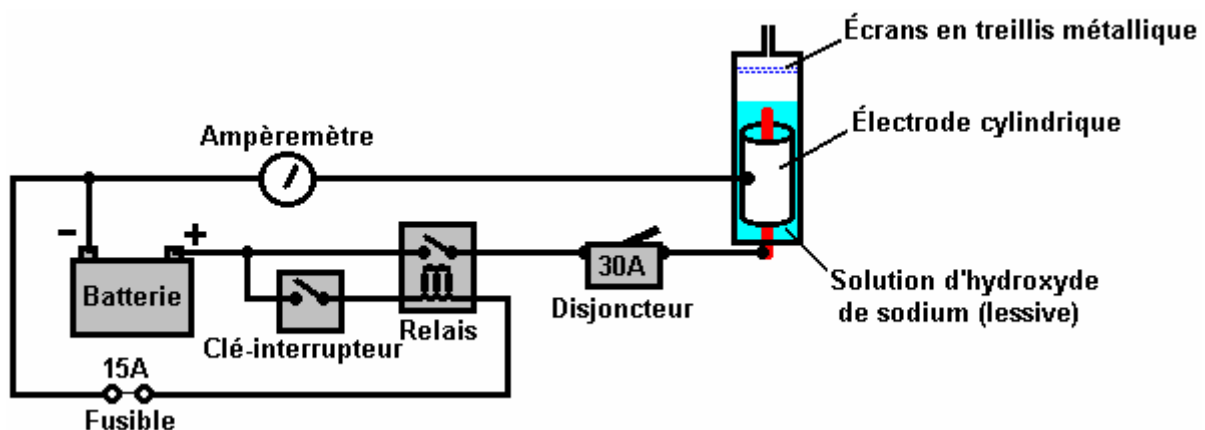 Écrans en treillis métallique
Ampèremètre
Électrode cylindrique
-
+
Batterie
30A
Disjoncteur
Solution d'hydroxyde
de sodium (lessive)
Relais
Clé-interrupteur
15A
Fusible